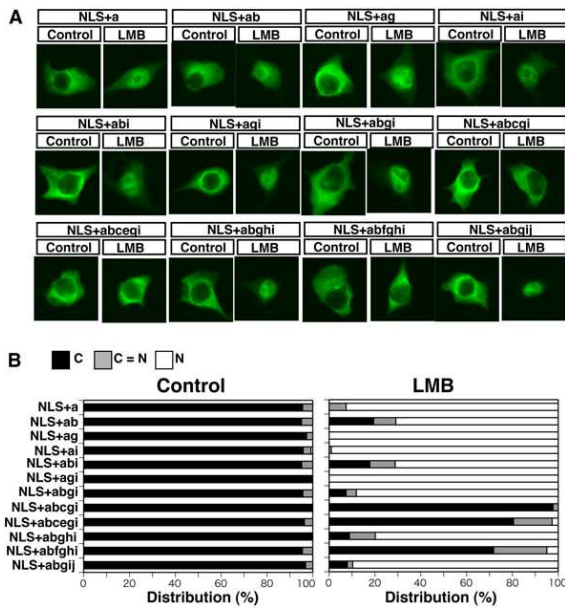 A
NLS+a NLS+ab NLS+ag NLS+ai
Control LMB Control LMB Control LMB Control LMB
NLS+abi NLS+agi NLS+abgi NLS+abcgi
Control LMB Control LMB Control LMB Control LMB
NLS+abcegi NLS+abghi NLS+abfghi NLS+abgij
Control LMB Control LMB Control LMB Control LMB
B
C C = N N
Control LMB
NLS+a
NLS+ab
NLS+ag
NLS+ai
NLS+abi
NLS+agi
NLS+abgi
NLS+abcgi
NLS+abcegi
NLS+abghi
NLS+abfghi
NLS+abgij
0 20 40 60 80 100 0 20 40 60 80 100
Distribution (%) Distribution (%)